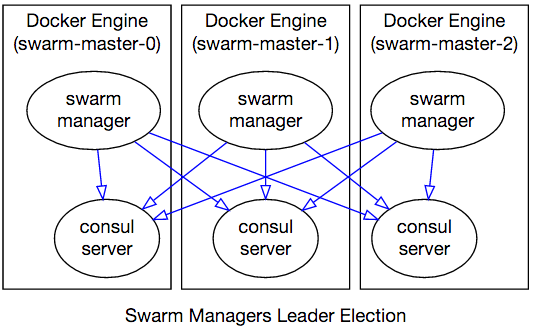 Docker Engine
(swarm-master-0)
Docker Engine
(swarm-master-1)
Docker Engine
(swarm-master-2)
swarm
manager
swarm
manager
swarm
manager
consul
server
consul
server
consul
server
Swarm Managers Leader Election